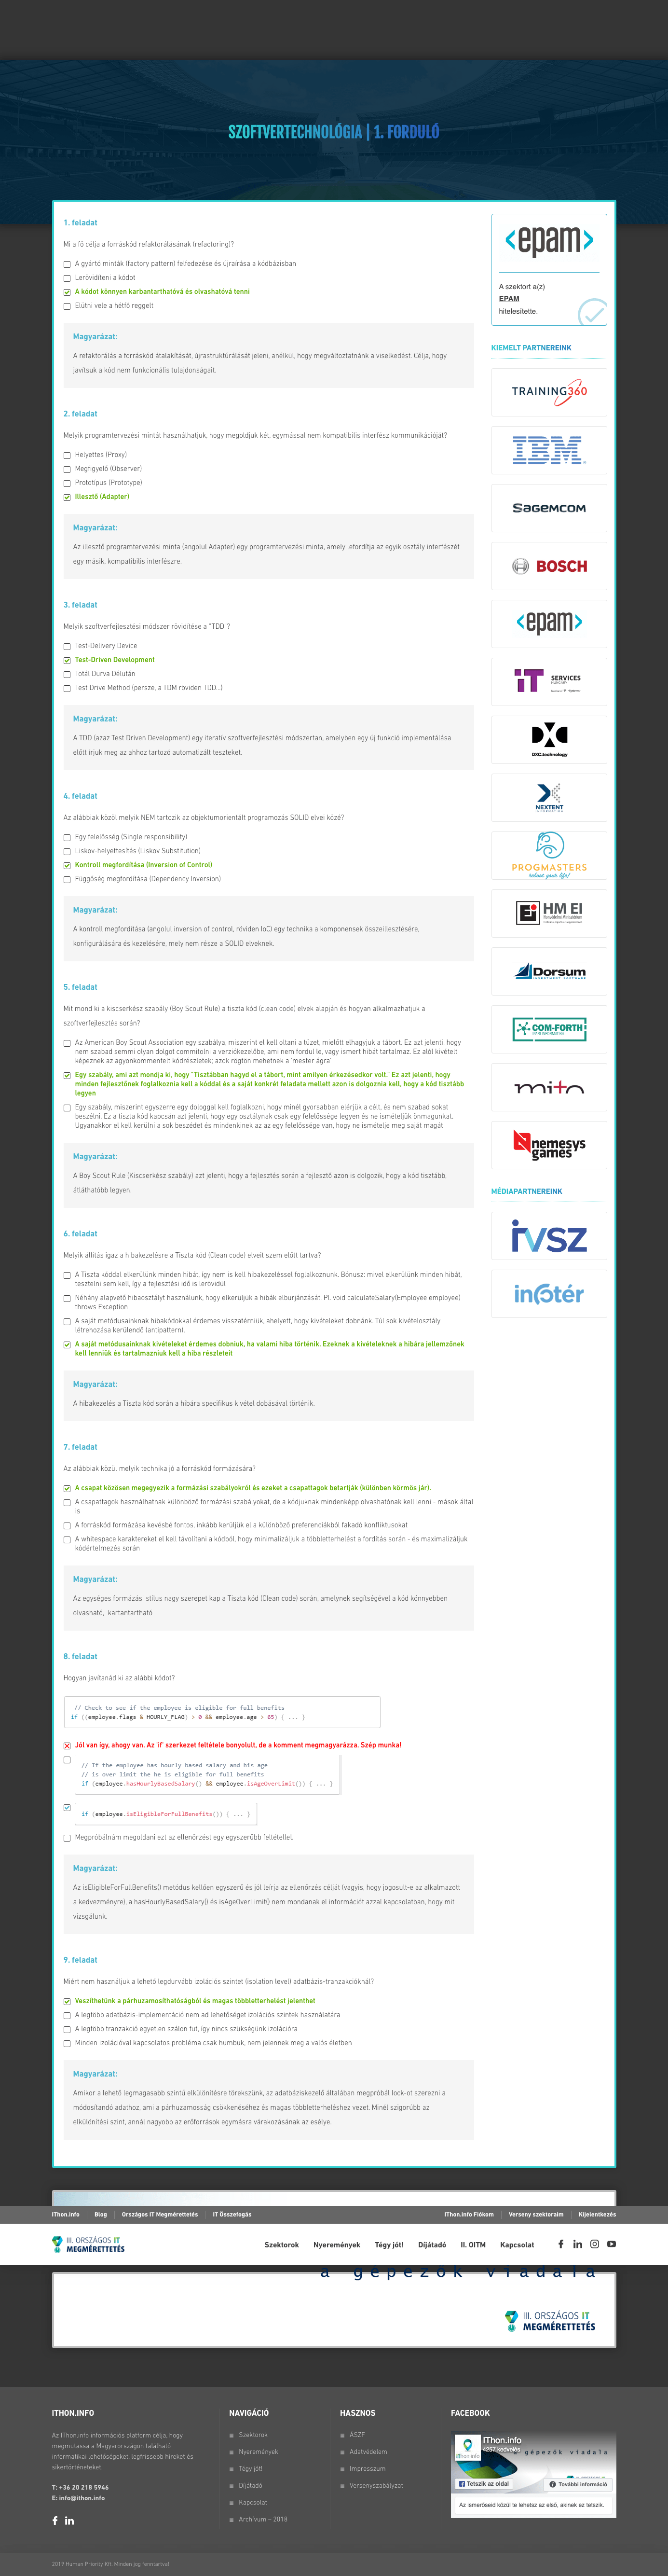 SZOFTVERTECHNOLÓGIA | 1. FORDULÓ
1. feladat
Mi a fő célja a forráskód refaktorálásának (refactoring)?
A gyártó minták (factory pattern) felfedezése és újraírása a kódbázisban
Lerövidíteni a kódot
A kódot könnyen karbantarthatóvá és olvashatóvá tenni
Elütni vele a hétfő reggelt
Magyarázat:
A refaktorálás a forráskód átalakítását, újrastruktúrálását jeleni, anélkül, hogy megváltoztatnánk a viselkedést. Célja, hogy
javítsuk a kód nem funkcionális tulajdonságait.
2. feladat
Melyik programtervezési mintát használhatjuk, hogy megoldjuk két, egymással nem kompatibilis interfész kommunikációját?
Helyettes (Proxy)
Megfigyelő (Observer)
Prototípus (Prototype)
Illesztő (Adapter)
Magyarázat:
Az illesztő programtervezési minta (angolul Adapter) egy programtervezési minta, amely lefordítja az egyik osztály interfészét
egy másik, kompatibilis interfészre.
3. feladat
Melyik szoftverfejlesztési módszer rövidítése a "TDD"?
Test-Delivery Device
Test-Driven Development
Totál Durva Délután
Test Drive Method (persze, a TDM röviden TDD...)
Magyarázat:
A TDD (azaz Test Driven Development) egy iteratív szoftverfejlesztési módszertan, amelyben egy új funkció implementálása
előtt írjuk meg az ahhoz tartozó automatizált teszteket.
4. feladat
Az alábbiak közöl melyik NEM tartozik az objektumorientált programozás SOLID elvei közé?
Egy felelősség (Single responsibility)
Liskov-helyettesítés (Liskov Substitution)
Kontroll megfordítása (Inversion of Control)
Függőség megfordítása (Dependency Inversion)
Magyarázat:
A kontroll megfordítása (angolul inversion of control, röviden IoC) egy technika a komponensek összeillesztésére,
konfigurálására és kezelésére, mely nem része a SOLID elveknek.
5. feladat
Mit mond ki a kiscserkész szabály (Boy Scout Rule) a tiszta kód (clean code) elvek alapján és hogyan alkalmazhatjuk a
szoftverfejlesztés során?
Az American Boy Scout Association egy szabálya, miszerint el kell oltani a tüzet, mielőtt elhagyjuk a tábort. Ez azt jelenti, hogy
nem szabad semmi olyan dolgot commitolni a verziókezelőbe, ami nem fordul le, vagy ismert hibát tartalmaz. Ez alól kivételt
képeznek az agyonkommentelt kódrészletek; azok rögtön mehetnek a 'mester ágra'
Egy szabály, ami azt mondja ki, hogy "Tisztábban hagyd el a tábort, mint amilyen érkezésedkor volt." Ez azt jelenti, hogy
minden fejlesztőnek foglalkoznia kell a kóddal és a saját konkrét feladata mellett azon is dolgoznia kell, hogy a kód tisztább
legyen
Egy szabály, miszerint egyszerre egy dologgal kell foglalkozni, hogy minél gyorsabban elérjük a célt, és nem szabad sokat
beszélni. Ez a tiszta kód kapcsán azt jelenti, hogy egy osztálynak csak egy felelőssége legyen és ne ismételjük önmagunkat.
Ugyanakkor el kell kerülni a sok beszédet és mindenkinek az az egy felelőssége van, hogy ne ismételje meg saját magát
Magyarázat:
A Boy Scout Rule (Kiscserkész szabály) azt jelenti, hogy a fejlesztés során a fejlesztő azon is dolgozik, hogy a kód tisztább,
átláthatóbb legyen.
6. feladat
Melyik állítás igaz a hibakezelésre a Tiszta kód (Clean code) elveit szem előtt tartva?
A Tiszta kóddal elkerülünk minden hibát, így nem is kell hibakezeléssel foglalkoznunk. Bónusz: mivel elkerülünk minden hibát,
tesztelni sem kell, így a fejlesztési idő is lerövidül
Néhány alapvető hibaosztályt használunk, hogy elkerüljük a hibák elburjánzását. Pl. void calculateSalary(Employee employee)
throws Exception
A saját metódusainknak hibakódokkal érdemes visszatérniük, ahelyett, hogy kivételeket dobnánk. Túl sok kivételosztály
létrehozása kerülendő (antipattern).
A saját metódusainknak kivételeket érdemes dobniuk, ha valami hiba történik. Ezeknek a kivételeknek a hibára jellemzőnek
kell lenniük és tartalmazniuk kell a hiba részleteit
Magyarázat:
A hibakezelés a Tiszta kód során a hibára specifikus kivétel dobásával történik.
7. feladat
Az alábbiak közül melyik technika jó a forráskód formázására?
A csapat közösen megegyezik a formázási szabályokról és ezeket a csapattagok betartják (különben körmös jár).
A csapattagok használhatnak különböző formázási szabályokat, de a kódjuknak mindenképp olvashatónak kell lenni - mások által
is
A forráskód formázása kevésbé fontos, inkább kerüljük el a különböző preferenciákból fakadó konfliktusokat
A whitespace karaktereket el kell távolítani a kódból, hogy minimalizáljuk a többletterhelést a fordítás során - és maximalizáljuk
kódértelmezés során
Magyarázat:
Az egységes formázási stílus nagy szerepet kap a Tiszta kód (Clean code) során, amelynek segítségével a kód könnyebben
olvasható, kartantartható
8. feladat
Hogyan javítanád ki az alábbi kódot?
// Check to see if the employee is eligible for full benefits
if ((employee.flags & HOURLY_FLAG) > 0 && employee.age > 65) { ... }
Jól van így, ahogy van. Az 'if' szerkezet feltétele bonyolult, de a komment megmagyarázza. Szép munka!
// If the employee has hourly based salary and his age
// is over limit the he is eligible for full benefits
if (employee.hasHourlyBasedSalary() && employee.isAgeOverLimit()) { ... }
if (employee.isEligibleForFullBenefits()) { ... }
Megpróbálnám megoldani ezt az ellenőrzést egy egyszerűbb feltétellel.
Magyarázat:
Az isEligibleForFullBenefits() metódus kellően egyszerű és jól leírja az ellenőrzés célját (vagyis, hogy jogosult-e az alkalmazott
a kedvezményre), a hasHourlyBasedSalary() és isAgeOverLimit() nem mondanak el információt azzal kapcsolatban, hogy mit
vizsgálunk.
9. feladat
Miért nem használjuk a lehető legdurvább izolációs szintet (isolation level) adatbázis-tranzakcióknál?
Veszíthetünk a párhuzamosíthatóságból és magas többletterhelést jelenthet
A legtöbb adatbázis-implementáció nem ad lehetőséget izolációs szintek használatára
A legtöbb tranzakció egyetlen szálon fut, így nincs szükségünk izolációra
Minden izolációval kapcsolatos probléma csak humbuk, nem jelennek meg a valós életben
Magyarázat:
Amikor a lehető legmagasabb szintű elkülönítésre törekszünk, az adatbáziskezelő általában megpróbál lock-ot szerezni a
módosítandó adathoz, ami a párhuzamosság csökkenéséhez és magas többletterheléshez vezet. Minél szigorúbb az
elkülönítési szint, annál nagyobb az erőforrások egymásra várakozásának az esélye.
<epam>
A szektort a(z)
EPAM
hitelesítette.
KIEMELT PARTNEREINK
TRAINING360
IBM
SAGEMCOM
BOSCH
<epam>
iT SERVICES
HUNGARY
DXC.technology
NEXTENT
INFORMATICA
PROGMASTERS
reboot your life!
HM EI
Dorsum
INVESTMENT SOFTWARE
COM-FORTH
mito
nemesys
games
MÉDIAPARTNEREINK
IVSZ
infotér
IThon.info
Blog
Országos IT Megmérettetés
IT Összefogás
IThon.info Fiókom
Verseny szektoraim
Kijelentkezés
III. ORSZÁGOS IT
MEGMÉRETTETÉS
Szektorok
Nyeremények
Tégy jót!
Díjátadó
II. OITM
Kapcsolat
a gépezők viadala
III. ORSZÁGOS IT
MEGMÉRETTETÉS
ITHON.INFO
Az IThon.info információs platform célja, hogy
megmutassa a Magyarországon található
informatikai lehetőségeket, legfrissebb híreket és
sikertörténeteket.
T: +36 20 218 5966
E: info@ithon.info
NAVIGÁCIÓ
Szektorok
Nyeremények
Tégy jót!
Díjátadó
Kapcsolat
Archívum – 2018
HASZNOS
ÁSZF
Adatvédelem
Impresszum
Versenyszabályzat
FACEBOOK
IThon.info
4257 kedvelés
gépezők viadala
ithon.info
Tetszik az oldal
További információ
Az ismerőseid közül te lehetsz az első, akinek ez tetszik.
2019 Human Priority Kft. Minden jog fenntartva!